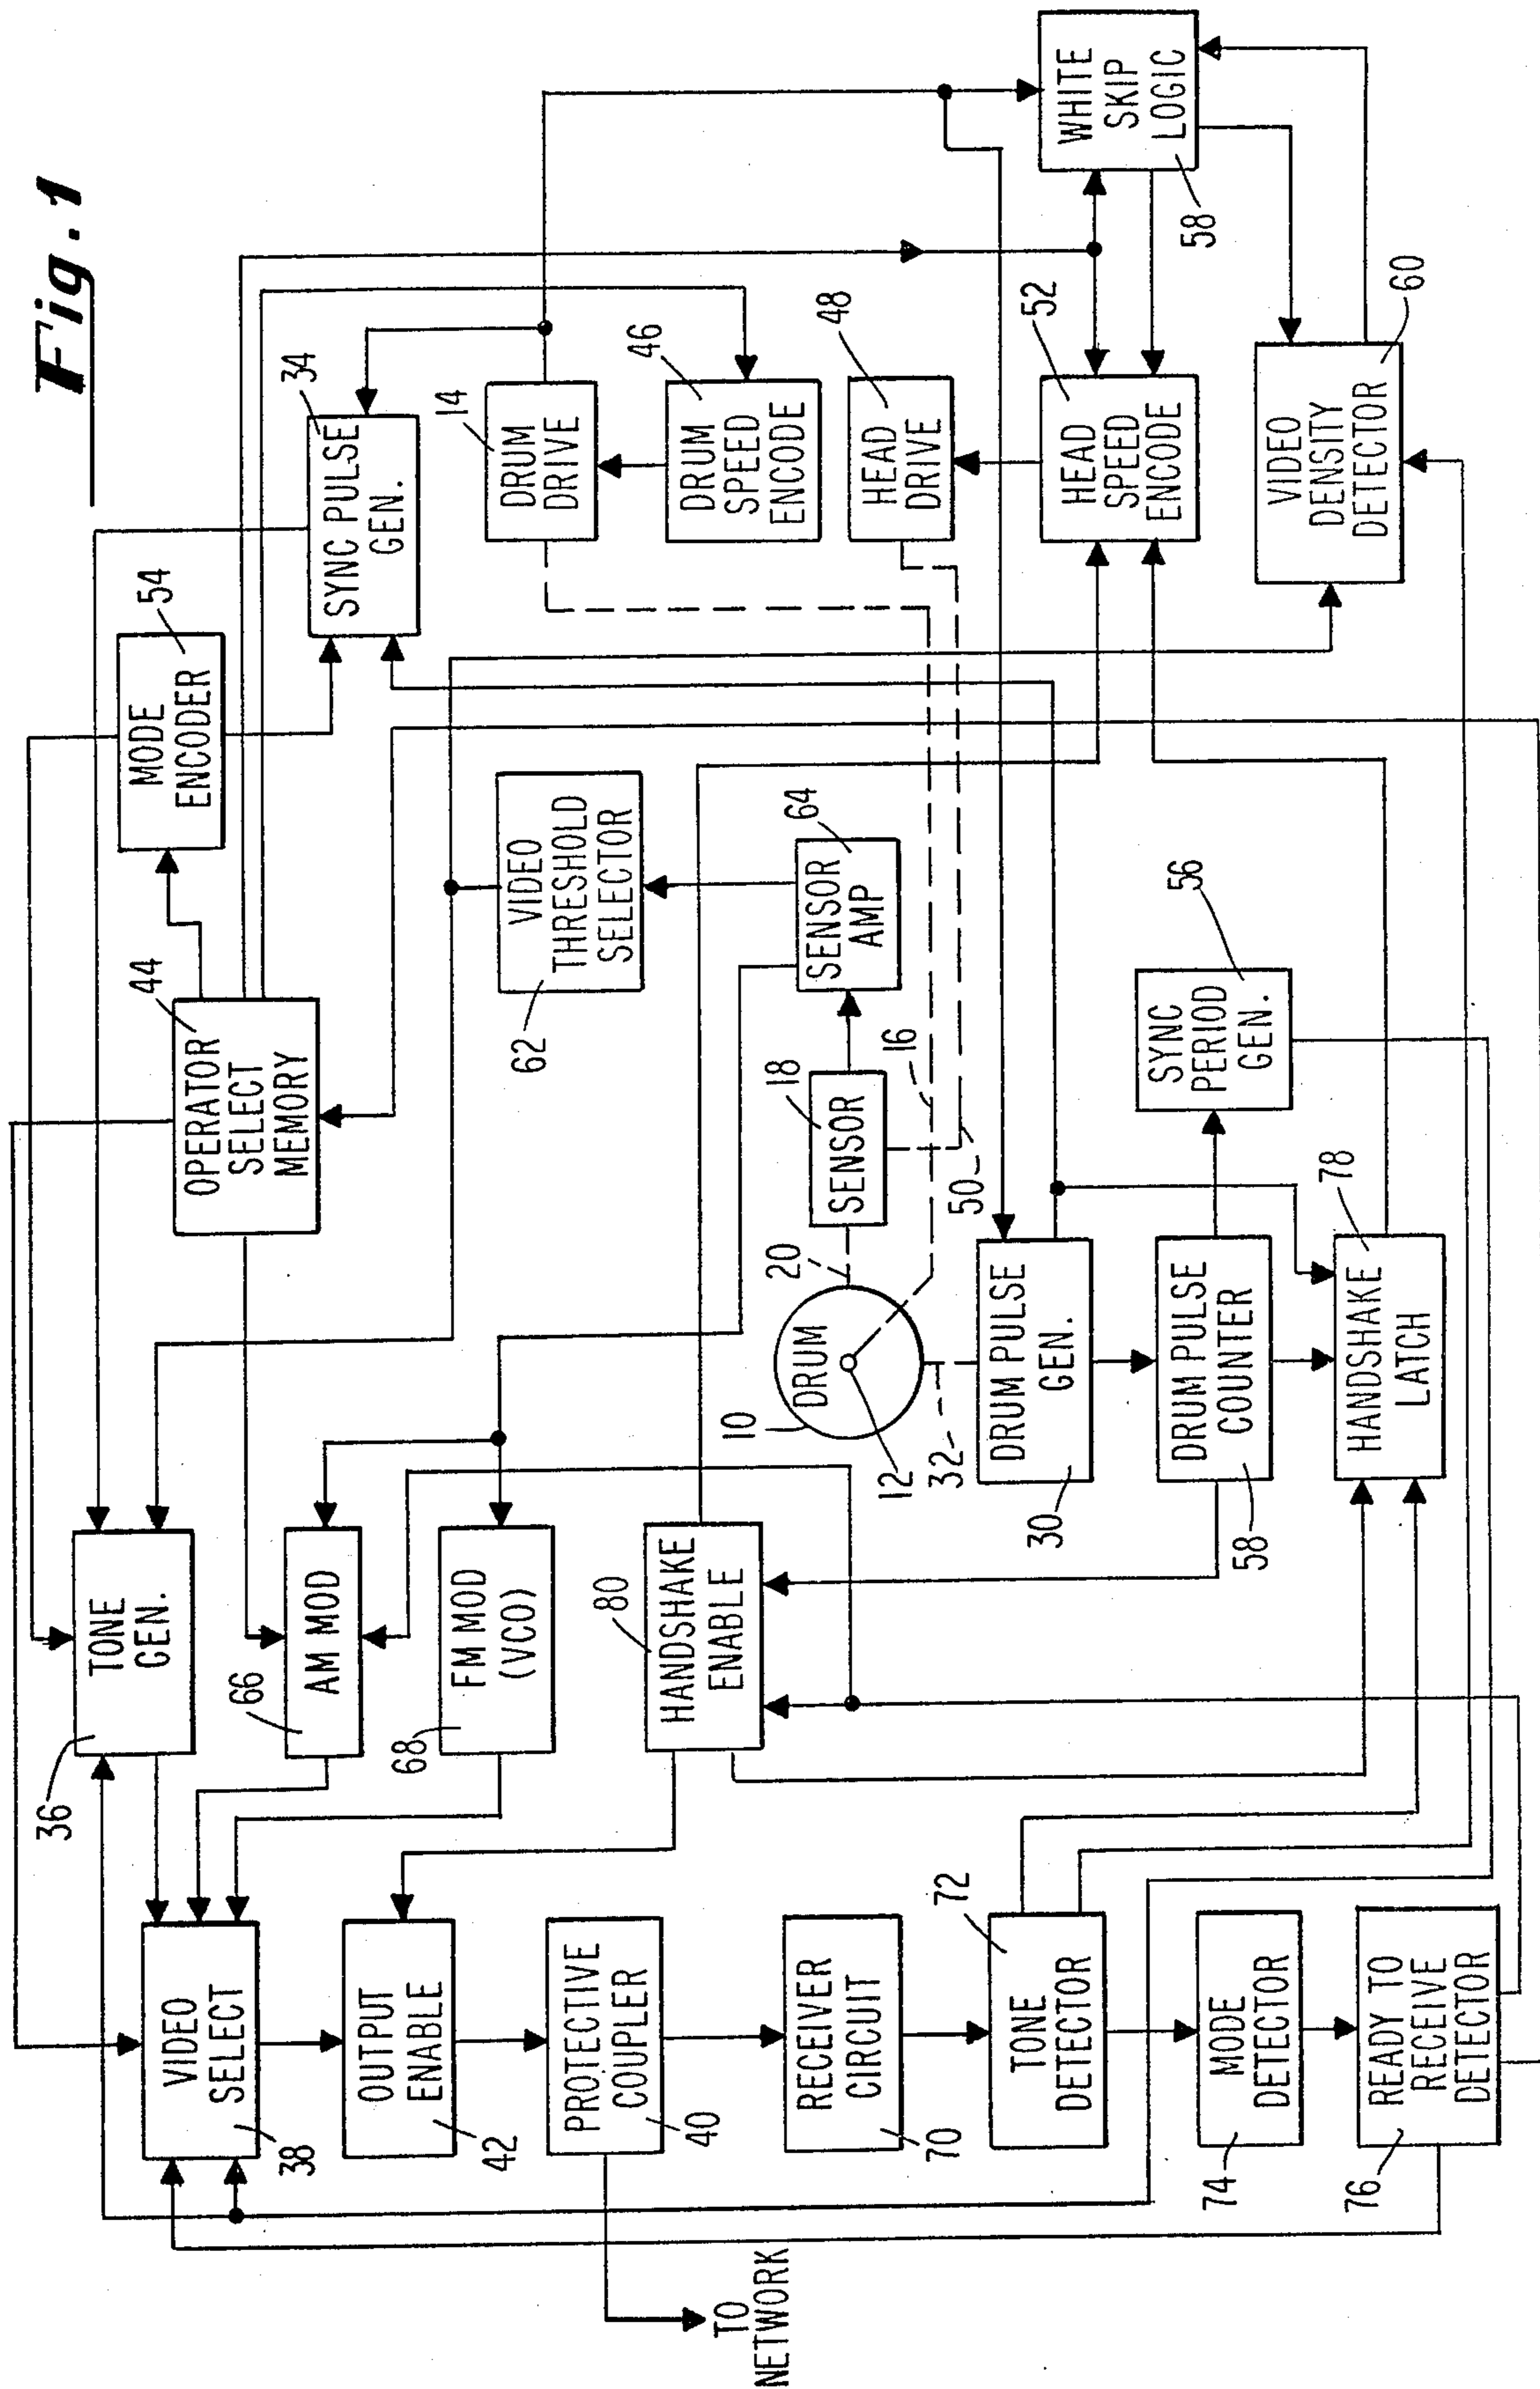 Fig. 1
36
TONE
GEN.
44
OPERATOR
SELECT
MEMORY
54
MODE
ENCODER
34
SYNC PULSE
GEN.
38
VIDEO
SELECT
66
AM MOD
68
FM MOD
(VCO)
62
VIDEO
THRESHOLD
SELECTOR
14
DRUM
DRIVE
46
DRUM
SPEED
ENCODE
42
OUTPUT
ENABLE
80
HANDSHAKE
ENABLE
10
DRUM
12
20
18
SENSOR
64
SENSOR
AMP
16
50
48
HEAD
DRIVE
40
PROTECTIVE
COUPLER
TO
NETWORK
32
30
DRUM PULSE
GEN.
52
HEAD
SPEED
ENCODE
WHITE
SKIP
LOGIC
58
70
RECEIVER
CIRCUIT
58
DRUM PULSE
COUNTER
56
SYNC
PERIOD
GEN.
72
TONE
DETECTOR
78
HANDSHAKE
LATCH
60
VIDEO
DENSITY
DETECTOR
74
MODE
DETECTOR
76
READY TO
RECEIVE
DETECTOR